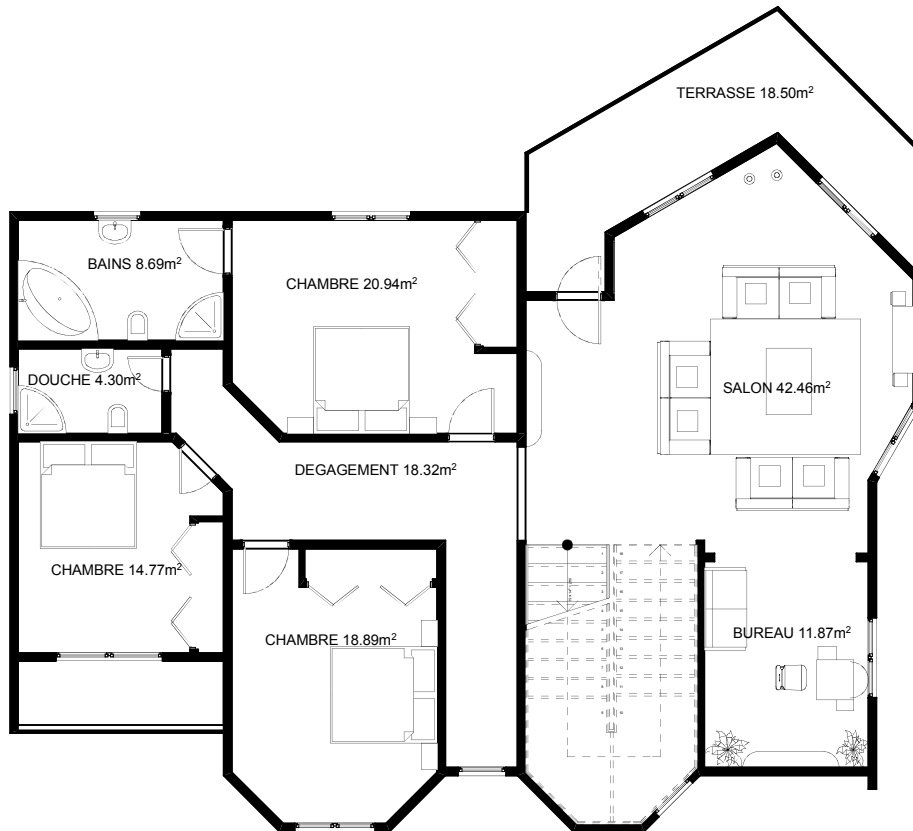 TERRASSE 18.50m²
BAINS 8.69m²
CHAMBRE 20.94m²
DOUCHE 4.30m²
SALON 42.46m²
DEGAGEMENT 18.32m²
CHAMBRE 14.77m²
CHAMBRE 18.89m²
BUREAU 11.87m²